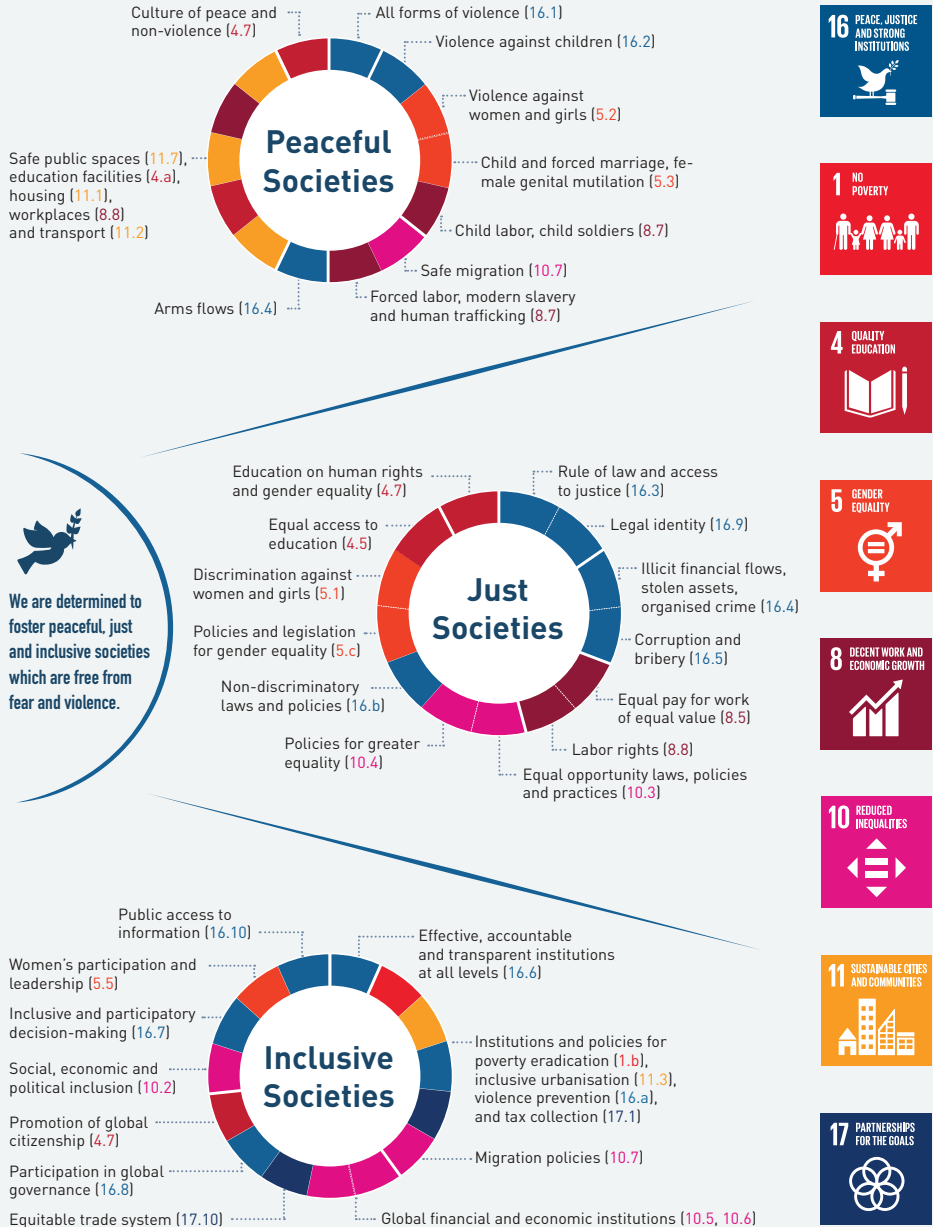 Culture of peace and
non-violence (4.7)
All forms of violence (16.1)
Violence against children (16.2)
Violence against
women and girls (5.2)
Child and forced marriage, fe-
male genital mutilation (5.3)
Child labor, child soldiers (8.7)
Safe migration (10.7)
Forced labor, modern slavery
and human trafficking (8.7)
Arms flows (16.4)
Safe public spaces (11.7),
education facilities (4.a),
housing (11.1),
workplaces (8.8)
and transport (11.2)
Peaceful
Societies
We are determined to
foster peaceful, just
and inclusive societies
which are free from
fear and violence.
Education on human rights
and gender equality (4.7)
Equal access to
education (4.5)
Discrimination against
women and girls (5.1)
Policies and legislation
for gender equality (5.c)
Non-discriminatory
laws and policies (16.b)
Policies for greater
equality (10.4)
Rule of law and access
to justice (16.3)
Legal identity (16.9)
Illicit financial flows,
stolen assets,
organised crime (16.4)
Corruption and
bribery (16.5)
Equal pay for work
of equal value (8.5)
Labor rights (8.8)
Equal opportunity laws, policies
and practices (10.3)
Just
Societies
Public access to
information (16.10)
Women's participation and
leadership (5.5)
Inclusive and participatory
decision-making (16.7)
Social, economic and
political inclusion (10.2)
Promotion of global
citizenship (4.7)
Participation in global
governance (16.8)
Equitable trade system (17.10)
Effective, accountable
and transparent institutions
at all levels (16.6)
Institutions and policies for
poverty eradication (1.b),
inclusive urbanisation (11.3),
violence prevention (16.a),
and tax collection (17.1)
Migration policies (10.7)
Global financial and economic institutions (10.5, 10.6)
Inclusive
Societies
16 PEACE, JUSTICE
AND STRONG
INSTITUTIONS
1 NO
POVERTY
4 QUALITY
EDUCATION
5 GENDER
EQUALITY
8 DECENT WORK AND
ECONOMIC GROWTH
10 REDUCED
INEQUALITIES
11 SUSTAINABLE CITIES
AND COMMUNITIES
17 PARTNERSHIPS
FOR THE GOALS